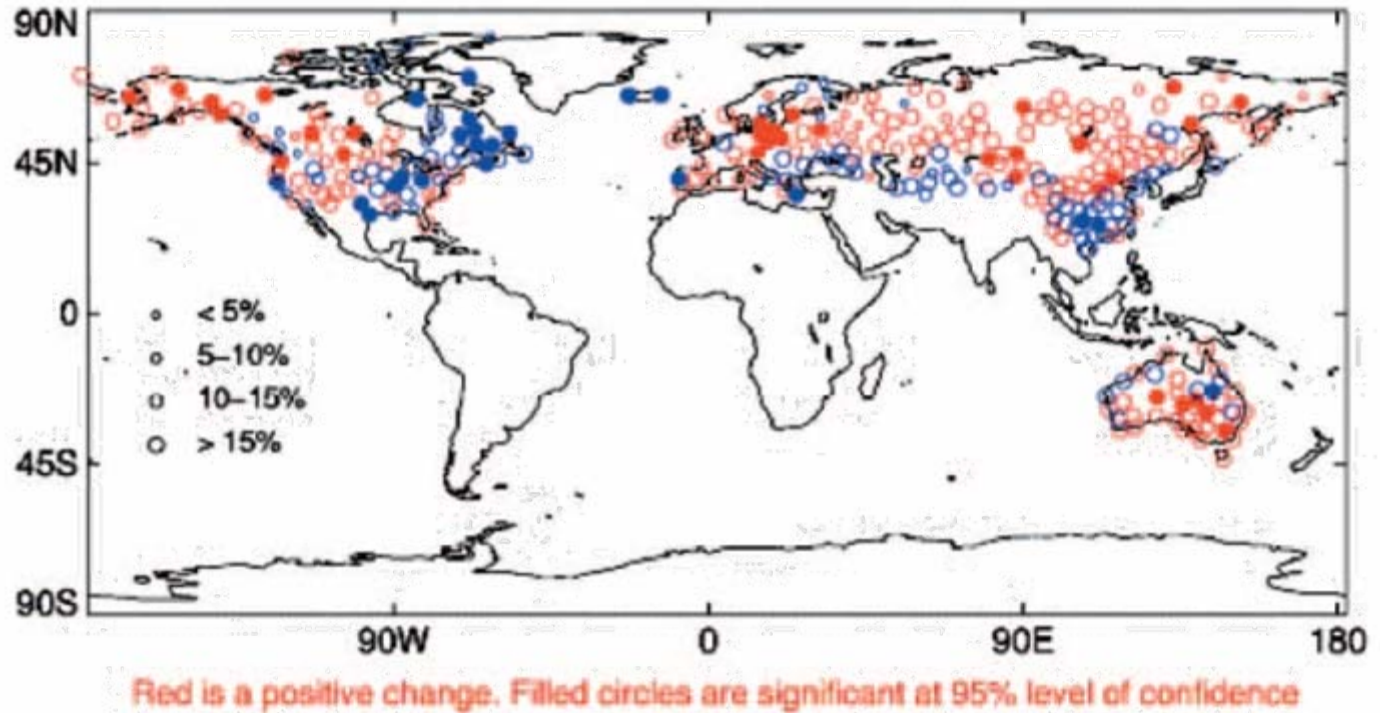 90N
45N
0
45S
90S
< 5%
5–10%
10–15%
> 15%
90W
0
90E
180
Red is a positive change. Filled circles are significant at 95% level of confidence